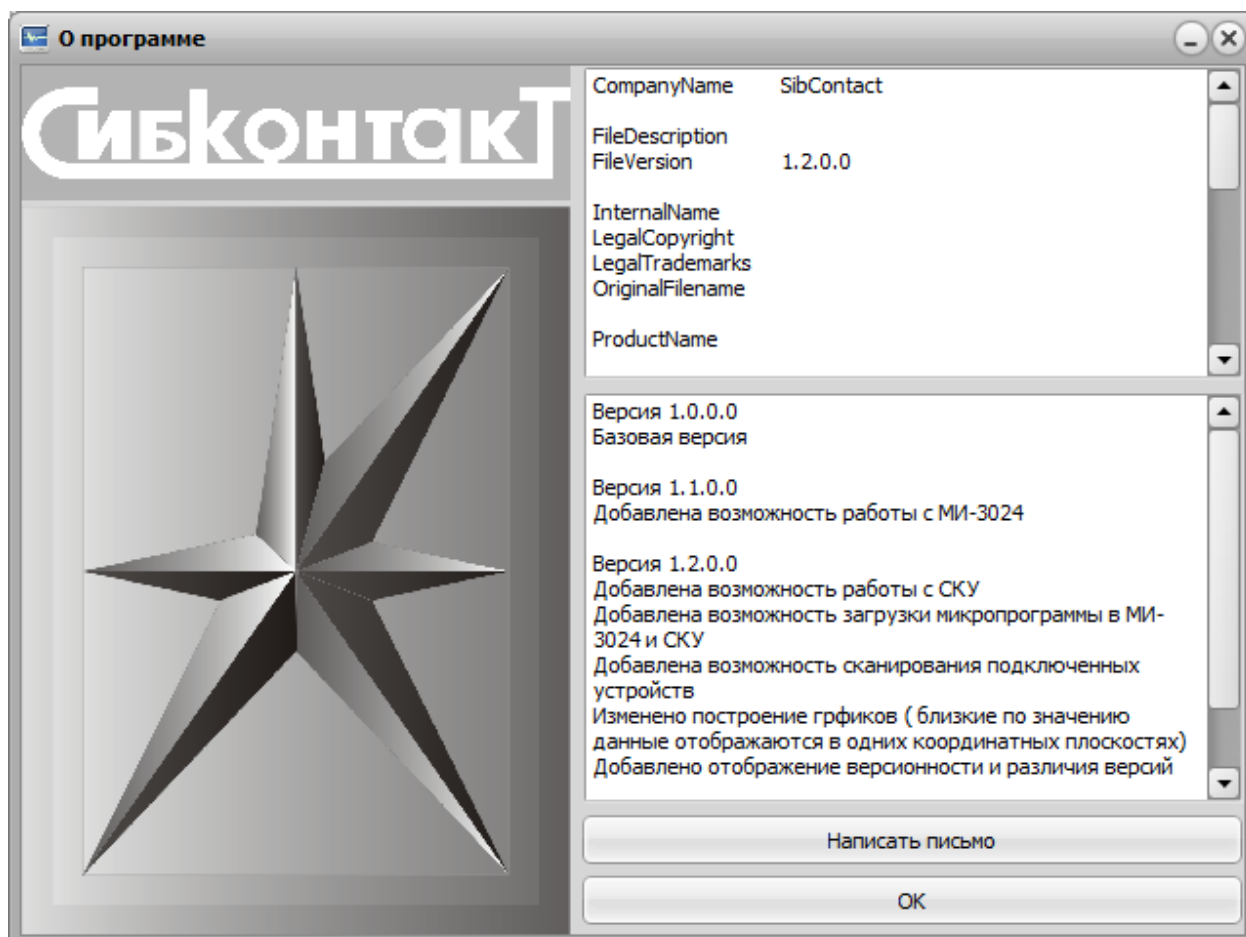 О программе
СибконтакТ
CompanyName SibContact
FileDescription
FileVersion 1.2.0.0
InternalName
LegalCopyright
LegalTrademarks
OriginalFilename
ProductName
Версия 1.0.0.0
Базовая версия
Версия 1.1.0.0
Добавлена возможность работы с МИ-3024
Версия 1.2.0.0
Добавлена возможность работы с СКУ
Добавлена возможность загрузки микропрограммы в МИ-
3024 и СКУ
Добавлена возможность сканирования подключенных
устройств
Изменено построение грфиков ( близкие по значению
данные отображаются в одних координатных плоскостях)
Добавлено отображение версионности и различия версий
Написать письмо
OK